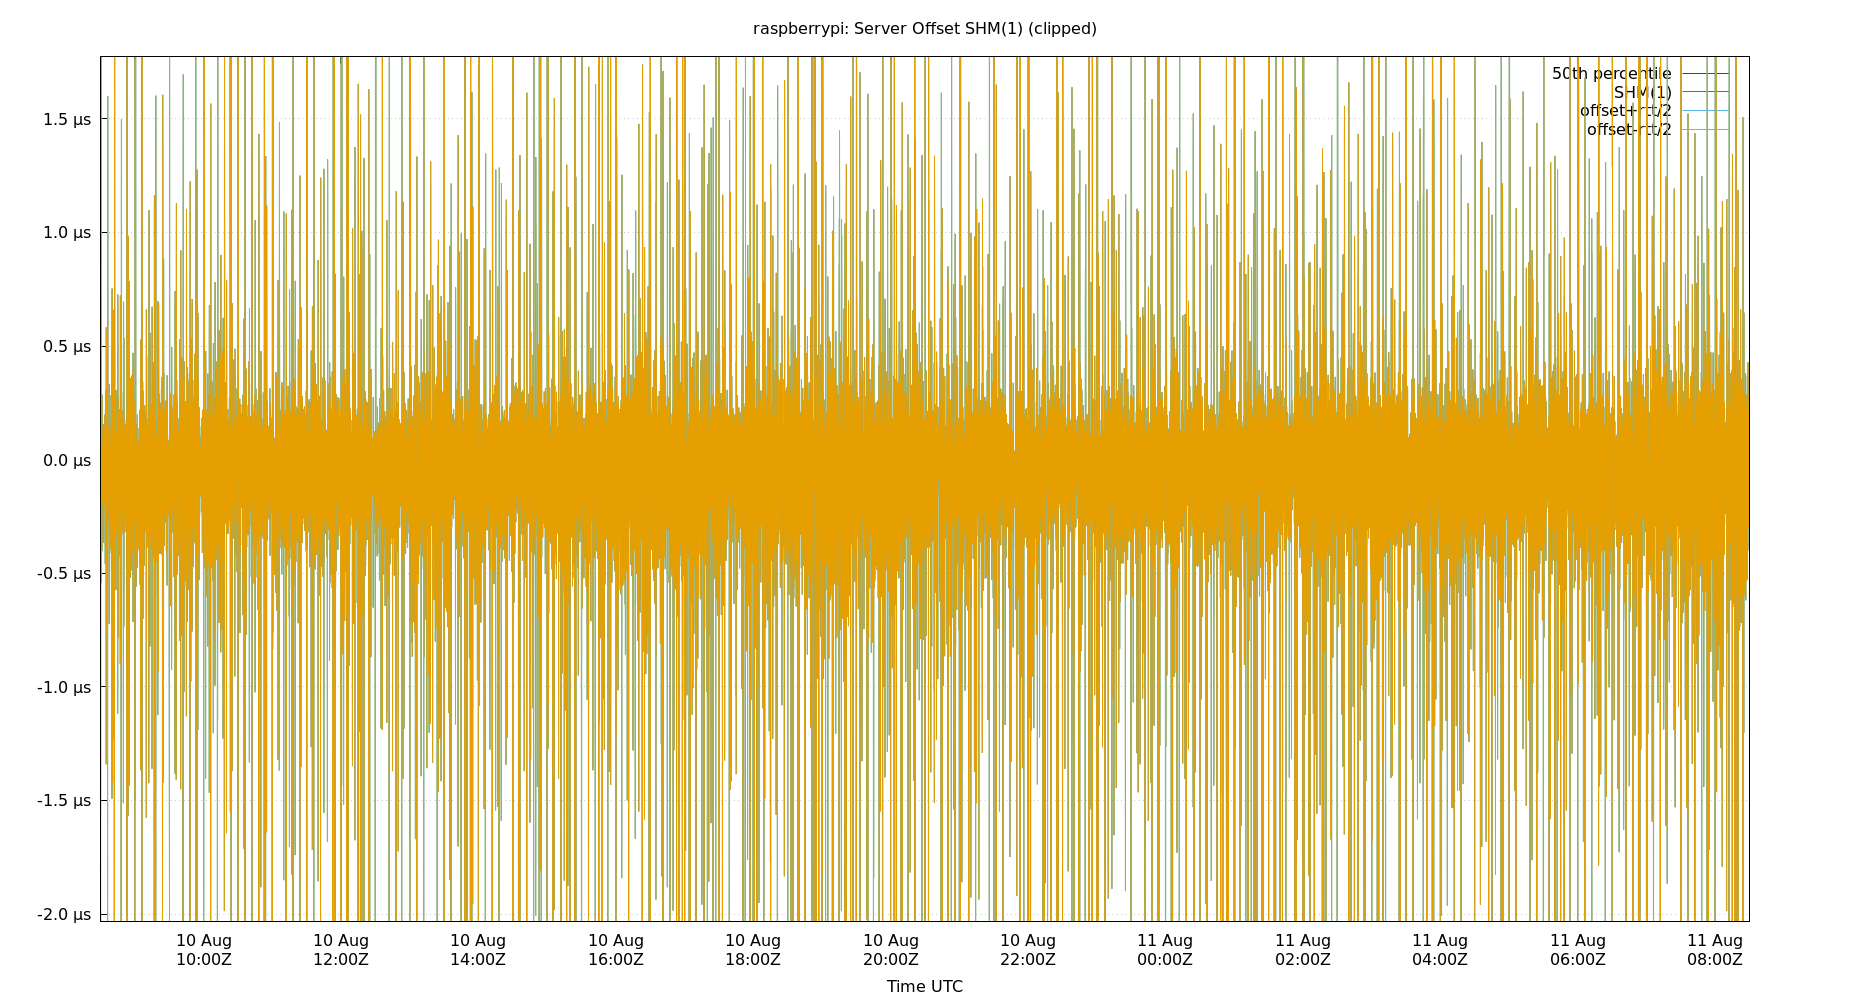 raspberrypi: Server Offset SHM(1) (clipped)
50th percentile
SHM(1)
offset+rtt/2
offset-rtt/2
1.5 µs
1.0 µs
0.5 µs
0.0 µs
-0.5 µs
-1.0 µs
-1.5 µs
-2.0 µs
10 Aug 10 Aug 10 Aug 10 Aug 10 Aug 10 Aug 10 Aug 11 Aug 11 Aug 11 Aug 11 Aug 11 Aug
10:00Z 12:00Z 14:00Z 16:00Z 18:00Z 20:00Z 22:00Z 00:00Z 02:00Z 04:00Z 06:00Z 08:00Z
Time UTC